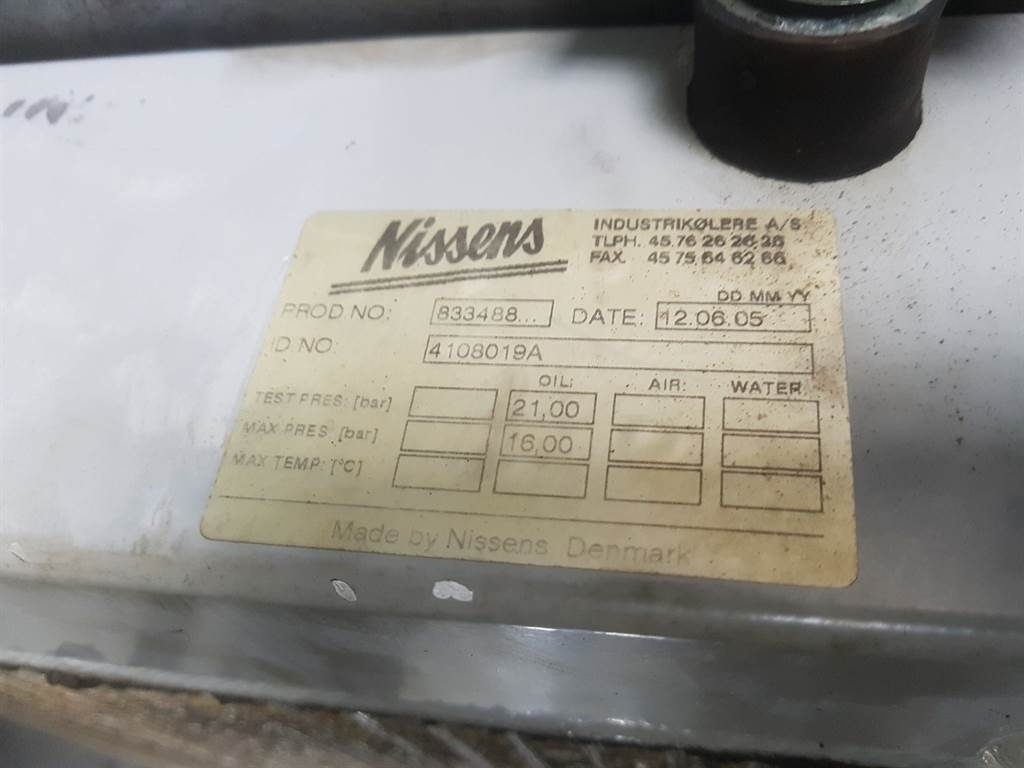 Nissens
INDUSTRIKØLERE A/S
TLPH. 45 76 26 26 26
FAX. 45 75 64 62 66
DD MM YY
PROD NO: 833488... DATE: 12.06.05
ID NO 4108019A
OIL: AIR: WATER
TEST PRES: [bar] 21,00
MAX PRES [bar] 16,00
MAX TEMP: [°C]
Made by Nissens Denmark